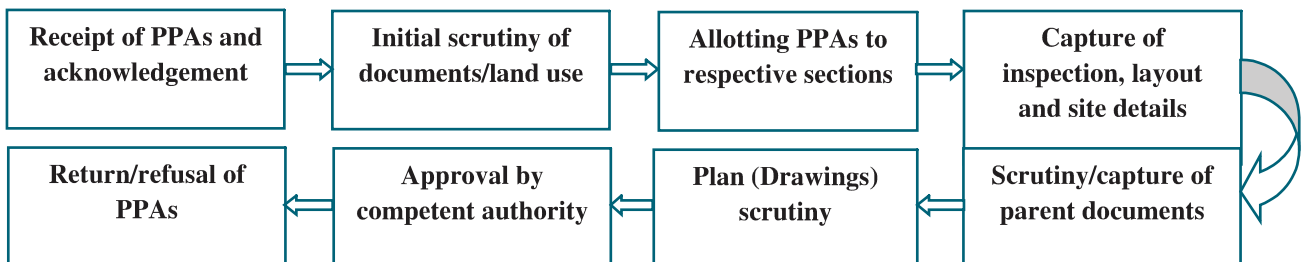 Receipt of PPAs and
acknowledgement
Initial scrutiny of
documents/land use
Allotting PPAs to
respective sections
Capture of
inspection, layout
and site details
Scrutiny/capture of
parent documents
Plan (Drawings)
scrutiny
Approval by
competent authority
Return/refusal of
PPAs